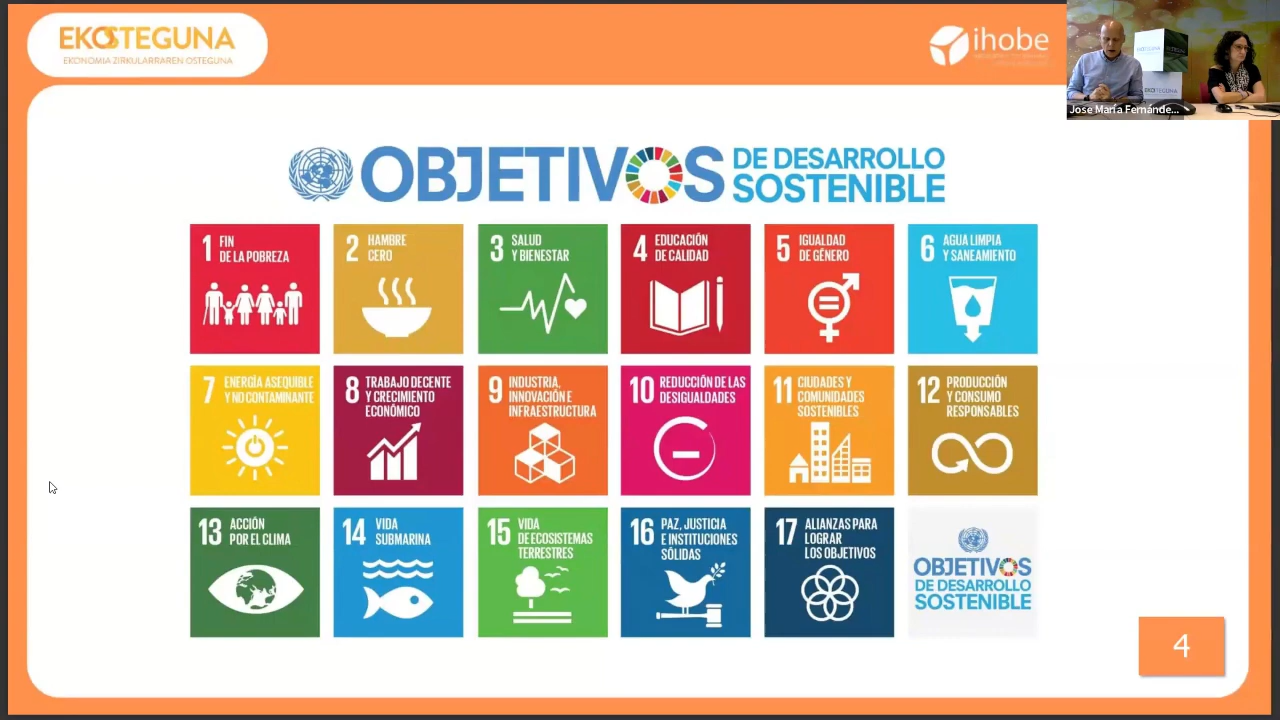 EKOSTEGUNA
EKONOMIA ZIRKULARRAREN OSTEGUNA
ihobe
Jose María Fernánde...
EKOSTEGUNA
OBJETIVOS
DE DESARROLLO
SOSTENIBLE
1 FIN
DE LA POBREZA
2 HAMBRE
CERO
3 SALUD
Y BIENESTAR
4 EDUCACIÓN
DE CALIDAD
5 IGUALDAD
DE GÉNERO
6 AGUA LIMPIA
Y SANEAMIENTO
7 ENERGÍA ASEQUIBLE
Y NO CONTAMINANTE
8 TRABAJO DECENTE
Y CRECIMIENTO
ECONÓMICO
9 INDUSTRIA,
INNOVACIÓN E
INFRAESTRUCTURA
10 REDUCCIÓN DE LAS
DESIGUALDADES
11 CIUDADES Y
COMUNIDADES
SOSTENIBLES
12 PRODUCCIÓN
Y CONSUMO
RESPONSABLES
13 ACCIÓN
POR EL CLIMA
14 VIDA
SUBMARINA
15 VIDA
DE ECOSISTEMAS
TERRESTRES
16 PAZ, JUSTICIA
E INSTITUCIONES
SÓLIDAS
17 ALIANZAS PARA
LOGRAR
LOS OBJETIVOS
OBJETIVOS
DE DESARROLLO
SOSTENIBLE
4